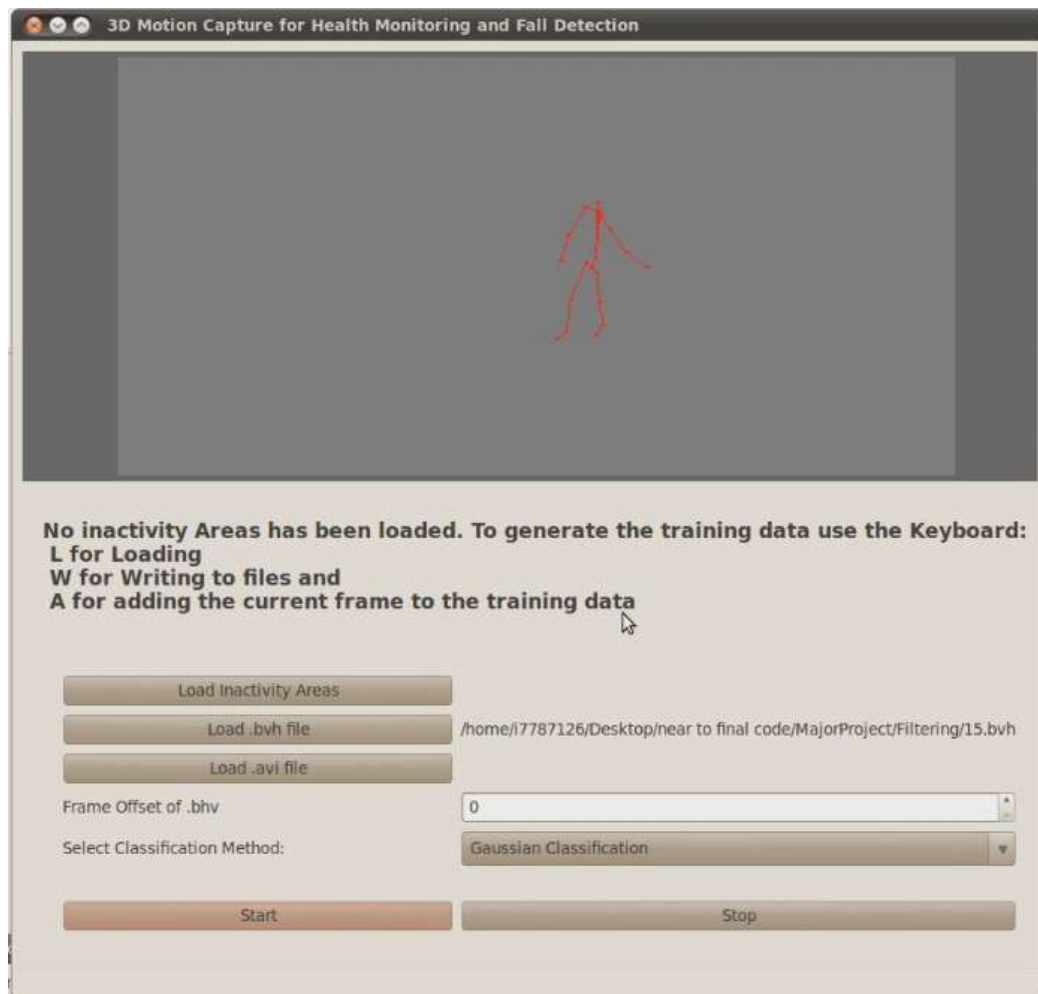 3D Motion Capture for Health Monitoring and Fall Detection
No inactivity Areas has been loaded. To generate the training data use the Keyboard:
L for Loading
W for Writing to files and
A for adding the current frame to the training data
Load Inactivity Areas
Load .bvh file /home/i7787126/Desktop/near to final code/MajorProject/Filtering/15.bvh
Load .avi file
Frame Offset of .bhv 0
Select Classification Method: Gaussian Classification
Start Stop